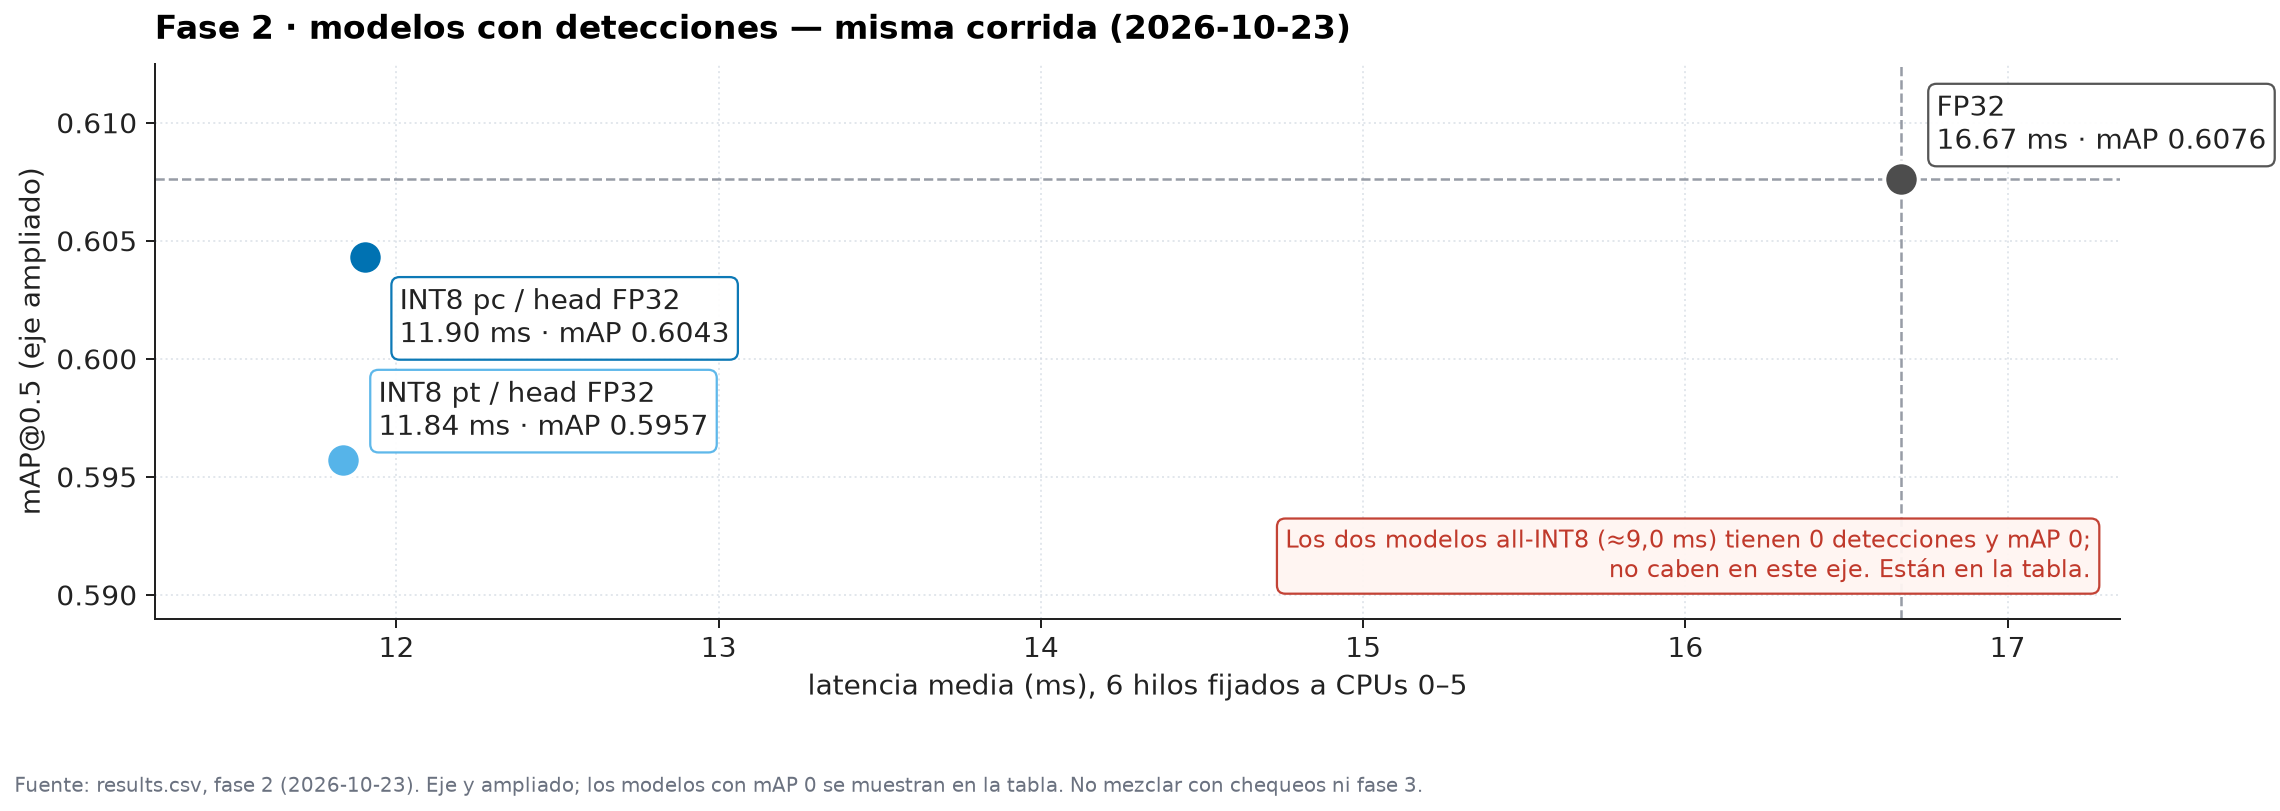 Fase 2 · modelos con detecciones — misma corrida (2026-10-23)
mAP@0.5 (eje ampliado)
0.610
0.605
0.600
0.595
0.590
FP32
16.67 ms · mAP 0.6076
INT8 pc / head FP32
11.90 ms · mAP 0.6043
INT8 pt / head FP32
11.84 ms · mAP 0.5957
Los dos modelos all-INT8 (≈9,0 ms) tienen 0 detecciones y mAP 0;
no caben en este eje. Están en la tabla.
12
13
14
15
16
17
latencia media (ms), 6 hilos fijados a CPUs 0–5
Fuente: results.csv, fase 2 (2026-10-23). Eje y ampliado; los modelos con mAP 0 se muestran en la tabla. No mezclar con chequeos ni fase 3.